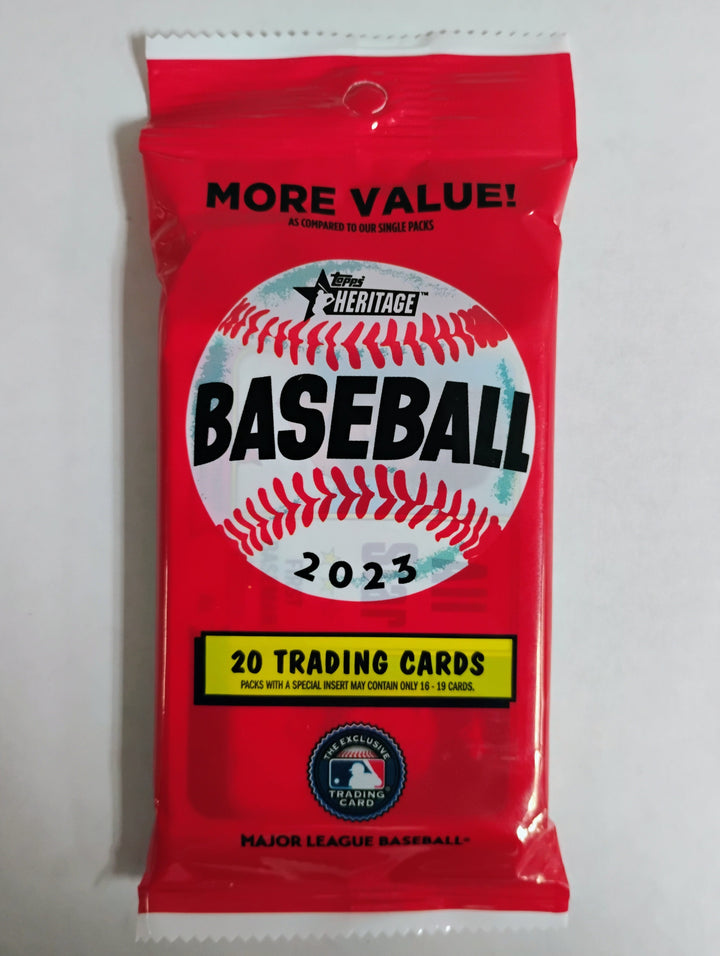 MORE VALUE!
AS COMPARED TO OUR SINGLE PACKS
TOPPS
HERITAGE™
BASEBALL
2023
20 TRADING CARDS
PACKS WITH A SPECIAL INSERT MAY CONTAIN ONLY 16 - 19 CARDS.
THE EXCLUSIVE
TRADING
CARD
MAJOR LEAGUE BASEBALL®